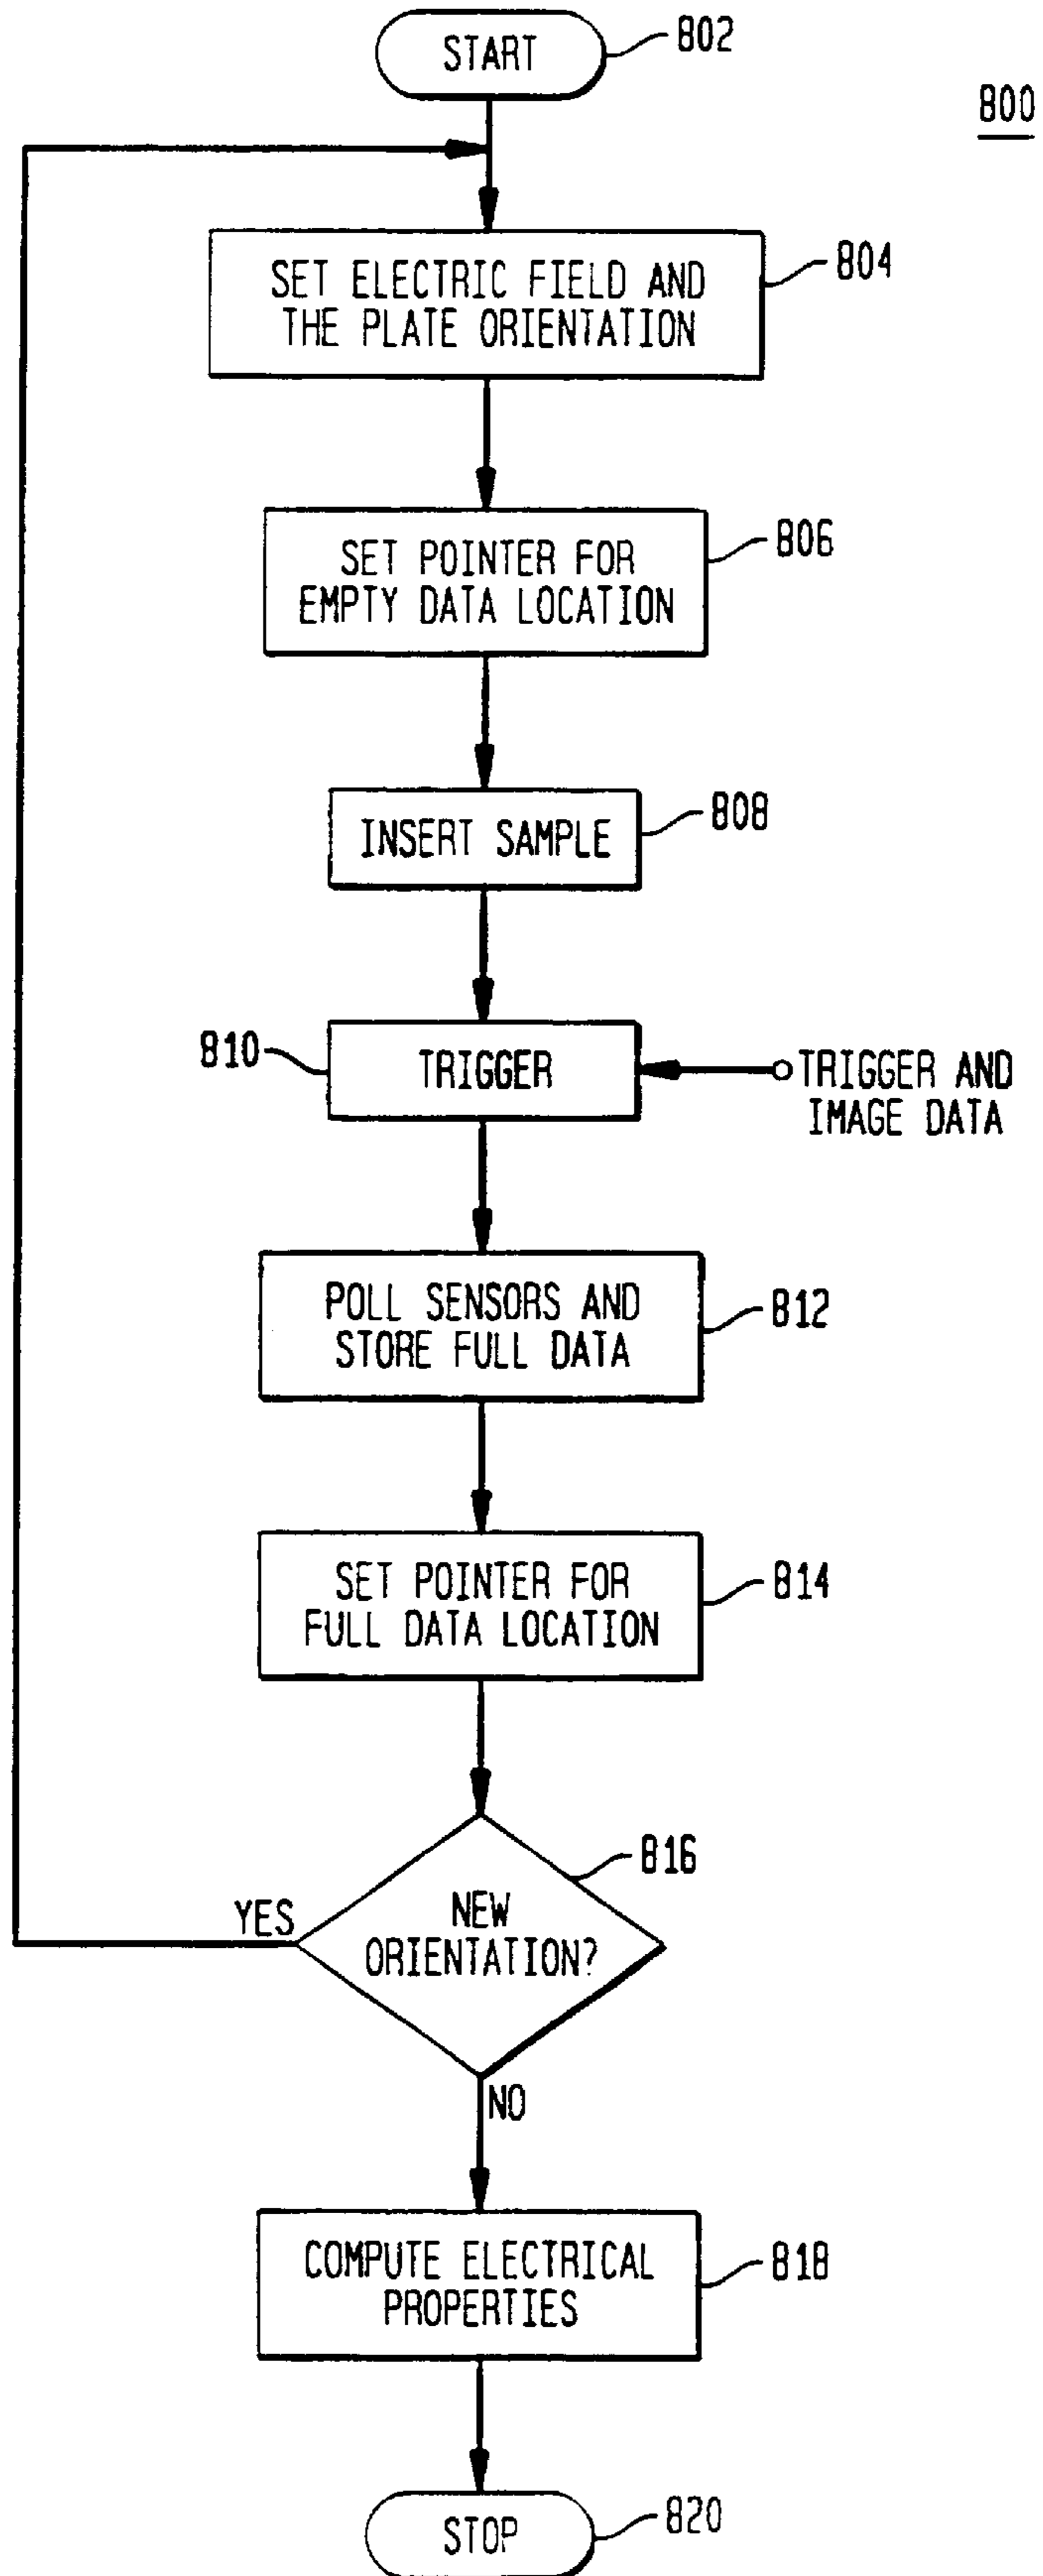 START
802
800
SET ELECTRIC FIELD AND
THE PLATE ORIENTATION
804
SET POINTER FOR
EMPTY DATA LOCATION
806
INSERT SAMPLE
808
810
TRIGGER
TRIGGER AND
IMAGE DATA
POLL SENSORS AND
STORE FULL DATA
812
SET POINTER FOR
FULL DATA LOCATION
814
816
YES
NEW
ORIENTATION?
NO
COMPUTE ELECTRICAL
PROPERTIES
818
STOP
820